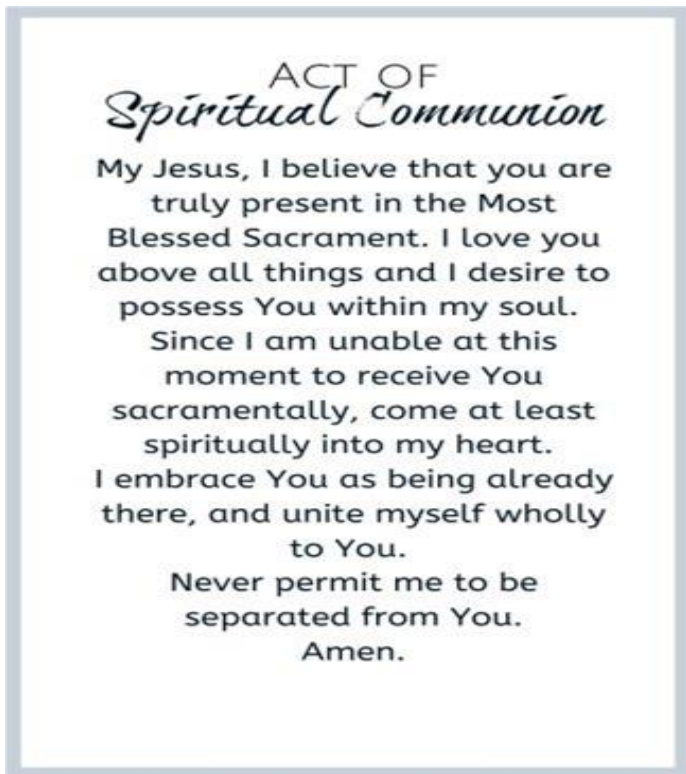 ACT OF
Spiritual Communion
My Jesus, I believe that you are
truly present in the Most
Blessed Sacrament. I love you
above all things and I desire to
possess You within my soul.
Since I am unable at this
moment to receive You
sacramentally, come at least
spiritually into my heart.
I embrace You as being already
there, and unite myself wholly
to You.
Never permit me to be
separated from You.
Amen.